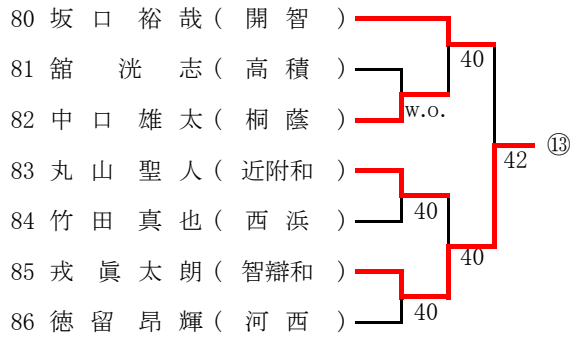 80 坂口 裕哉 ( 開智 )
40
81 舘 洸志 ( 高積 )
w.o.
82 中口 雄太 ( 桐蔭 )
42 ⑬
83 丸山 聖人 ( 近附和 )
40
84 竹田 真也 ( 西浜 )
40
85 戎 眞太朗 ( 智辯和 )
40
86 徳留 昂輝 ( 河西 )